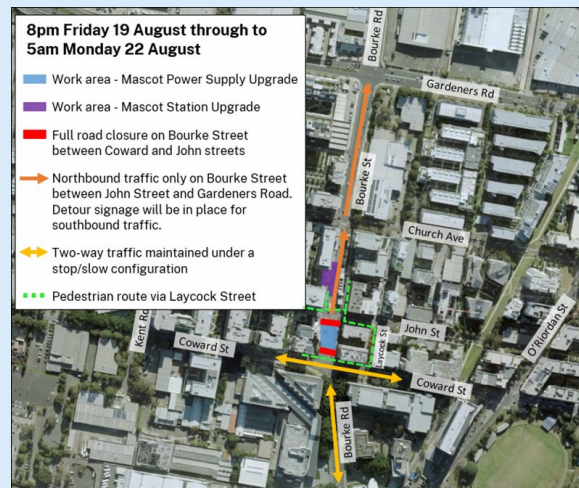 8pm Friday 19 August through to
5am Monday 22 August
Work area - Mascot Power Supply Upgrade
Work area - Mascot Station Upgrade
Full road closure on Bourke Street
between Coward and John streets
Northbound traffic only on Bourke Street
between John Street and Gardeners Road.
Detour signage will be in place for
southbound traffic.
Two-way traffic maintained under a
stop/slow configuration
Pedestrian route via Laycock Street
Bourke Rd
Gardeners Rd
Bourke St
Church Ave
Kent Rd
John St
O'Riordan St
Laycock St
Coward St
Coward St
Bourke Rd